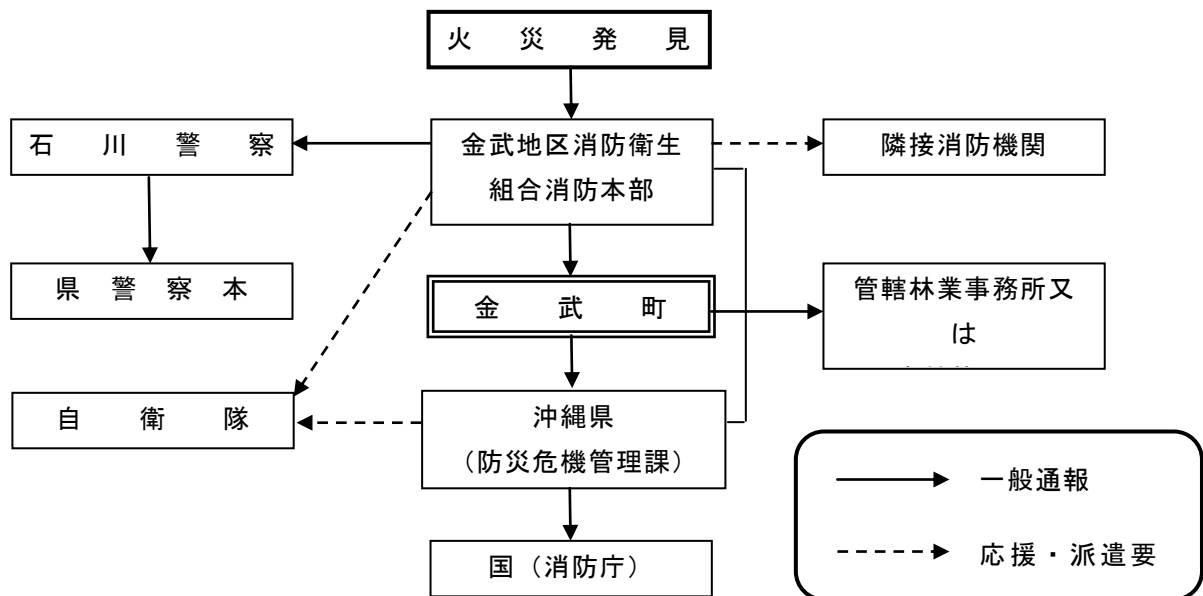 火災発見
石川警察
金武地区消防衛生
組合消防本部
隣接消防機関
県警察本
金武町
管轄林業事務所又
は
自衛隊
沖縄県
（防災危機管理課）
国（消防庁）
一般通報
応援・派遣要